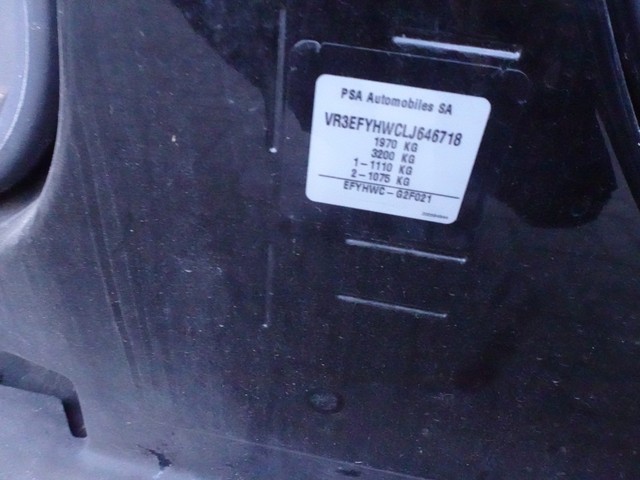 PSA Automobiles SA
VR3EFYHWCLJ646718
1970 KG
3200 KG
1-1110 KG
2-1075 KG
EFYHWC-G2F021